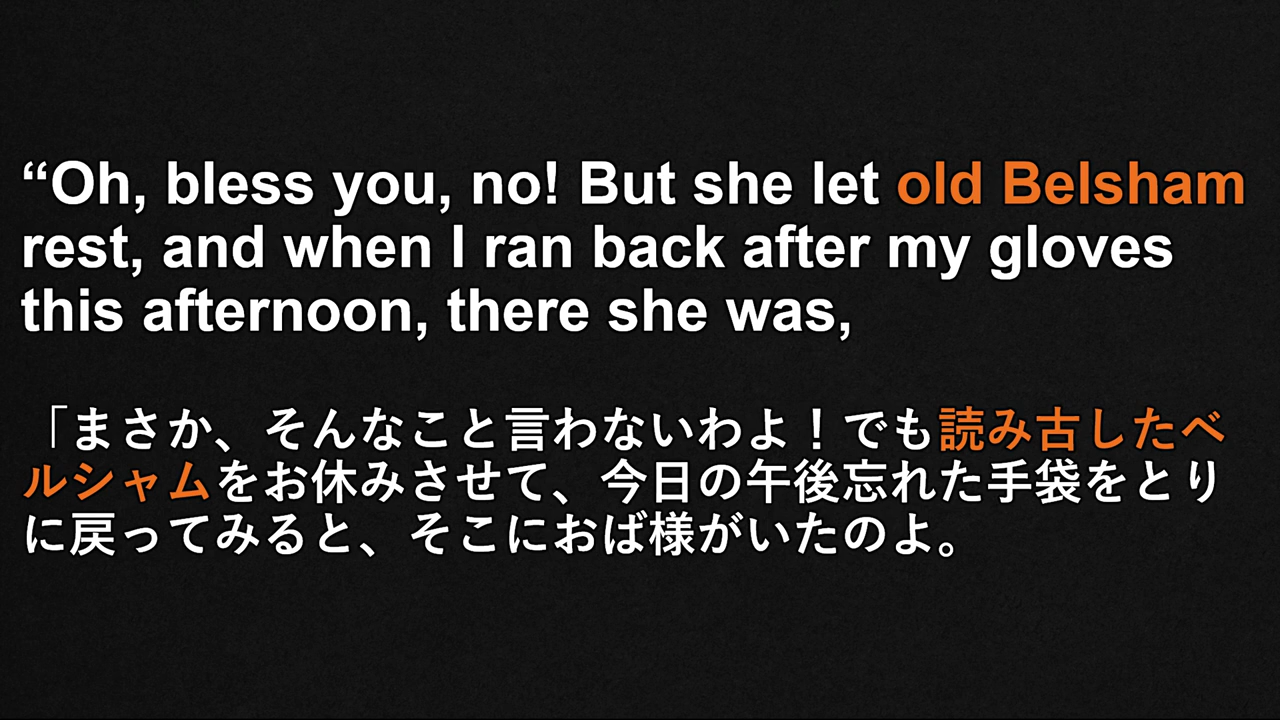 “Oh, bless you, no! But she let old Belsham
rest, and when I ran back after my gloves
this afternoon, there she was,
「まさか、そんなこと言わないわよ！でも読み古したベ
ルシャムをお休みさせて、今日の午後忘れた手袋をとり
に戻ってみると、そこにおば様がいたのよ。